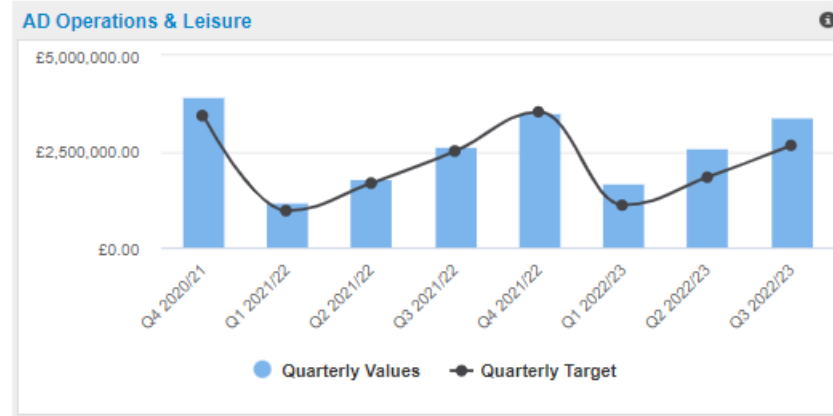 AD Operations & Leisure
£5,000,000.00
£2,500,000.00
£0.00
Q4 2020/21
Q1 2021/22
Q2 2021/22
Q3 2021/22
Q4 2021/22
Q1 2022/23
Q2 2022/23
Q3 2022/23
Quarterly Values
Quarterly Target